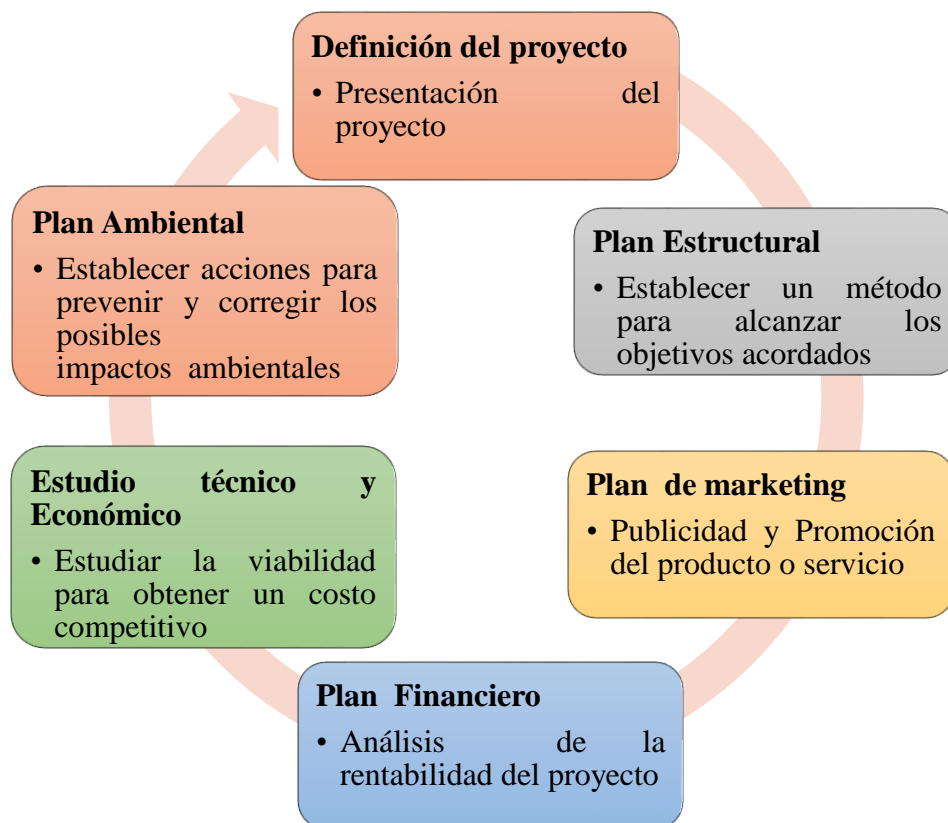 Definición del proyecto
• Presentación del
proyecto
Plan Estructural
• Establecer un método
para alcanzar los
objetivos acordados
Plan de marketing
• Publicidad y Promoción
del producto o servicio
Plan Financiero
• Análisis de la
rentabilidad del proyecto
Estudio técnico y
Económico
• Estudiar la viabilidad
para obtener un costo
competitivo
Plan Ambiental
• Establecer acciones para
prevenir y corregir los
posibles
impactos ambientales